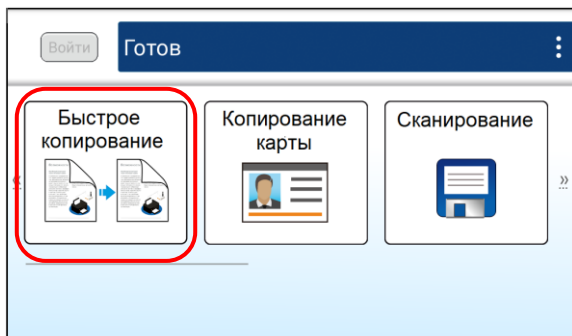 Войти
Готов
Быстрое
копирование
Копирование
карты
Сканирование
«
»